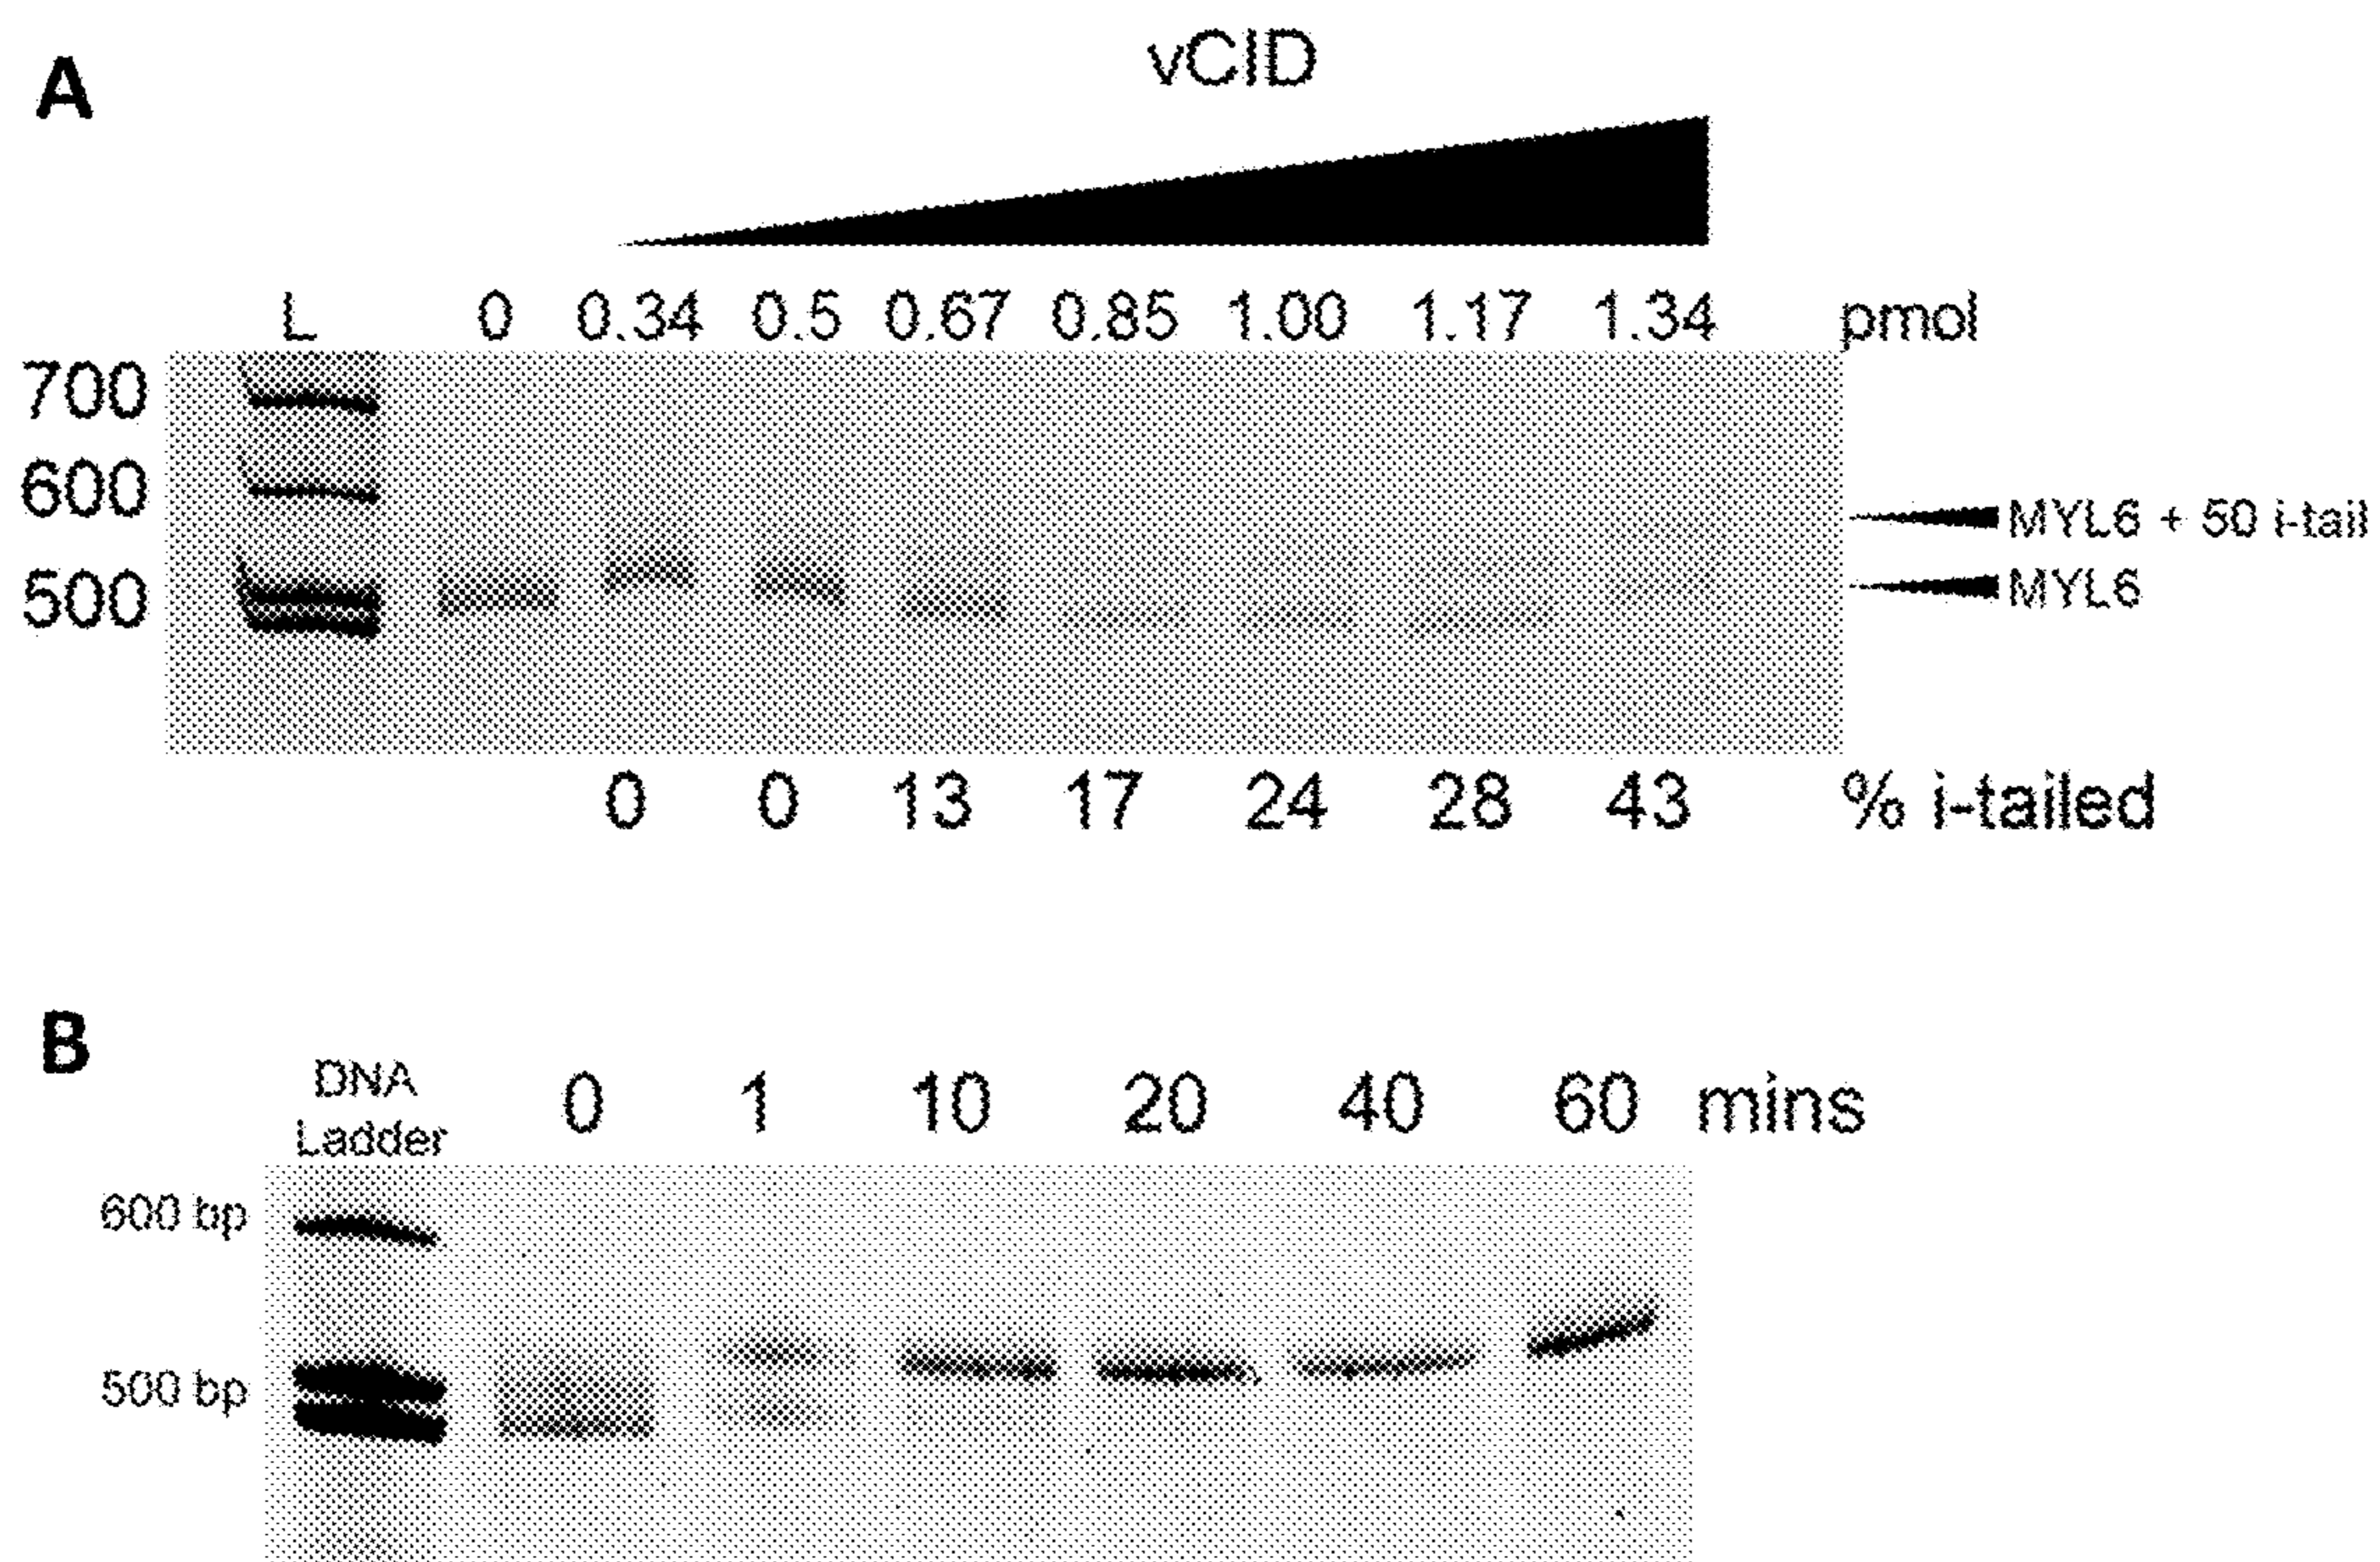 A
vCID
L 0 0.34 0.5 0.67 0.85 1.00 1.17 1.34 pmol
700
600
MYL6 + 50 i-tail
500
MYL6
0 0 13 17 24 28 43 % i-tailed
B
DNA
Ladder
0 1 10 20 40 60 mins
600 bp
500 bp